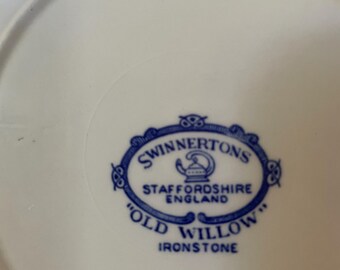 SWINNERTONS
STAFFORDSHIRE
ENGLAND
"OLD WILLOW"
IRONSTONE